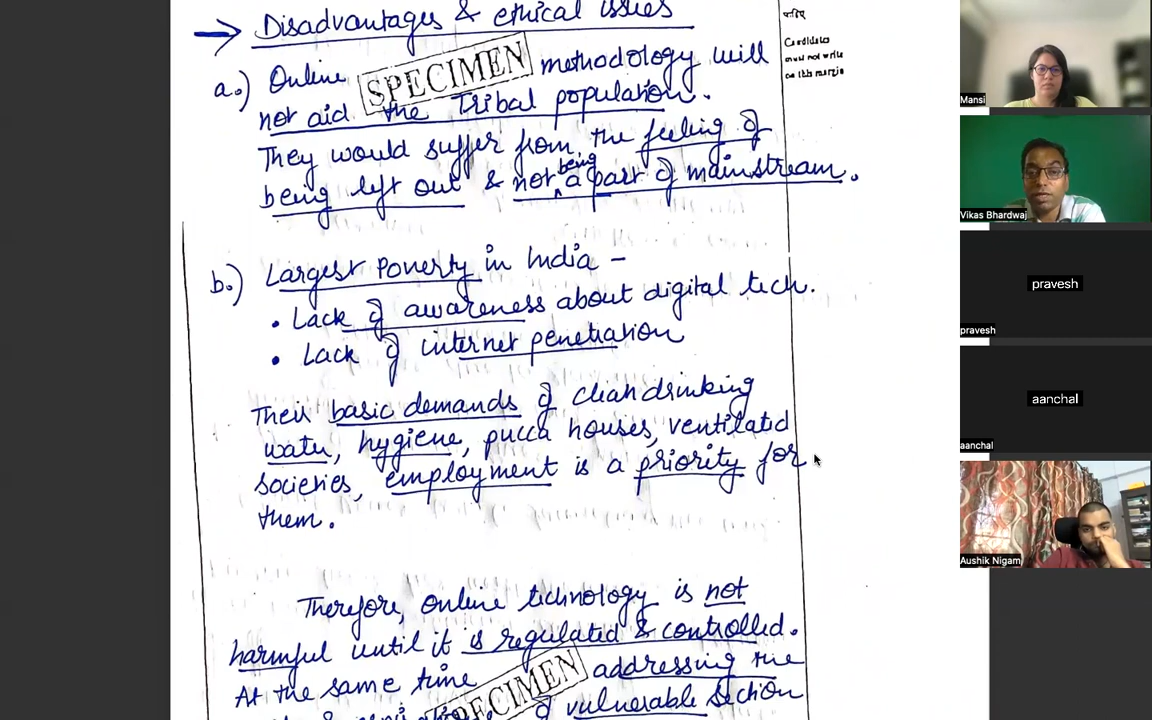 → Disadvantages & ethical issues
a.) Online SPECIMEN methodology will
not aid the Tribal population.
They would suffer from the feeling of
being left out & not being a part of mainstream.
b.) Largest Poverty in India -
• Lack of awareness about digital tech.
• Lack of internet penetration
Their basic demands of clean drinking
water, hygiene, pucca houses, ventilated
societies, employment is a priority for
them.
Therefore, online technology is not
harmful until it is regulated & controlled.
At the same time SPECIMEN addressing the
of vulnerable section
चाहिए
Candidates
must not write
on this margin
Mansi
Vikas Bhardwaj
pravesh
pravesh
aanchal
aanchal
Aushik Nigam